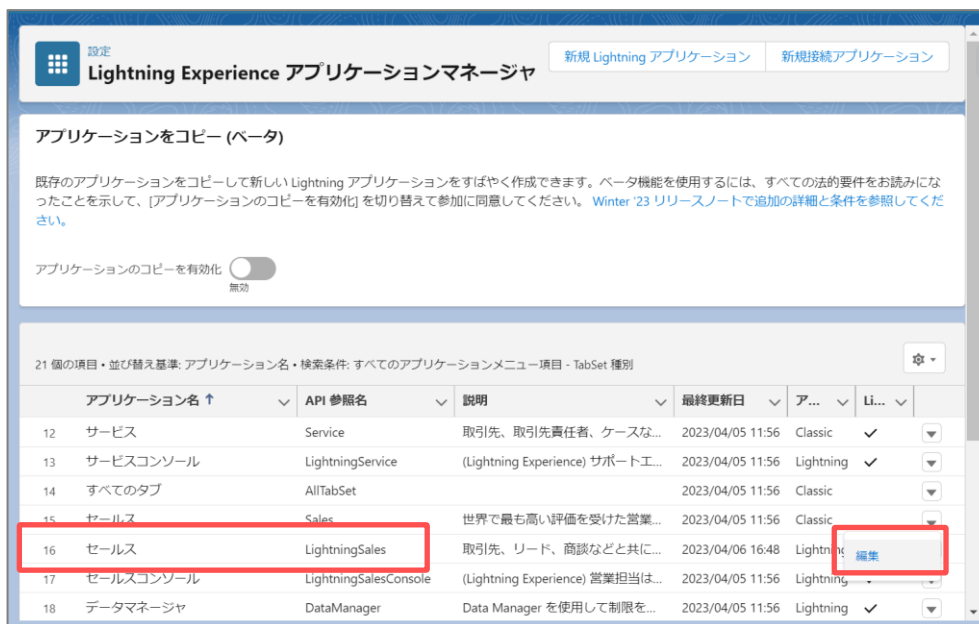 設定
Lightning Experience アプリケーションマネージャ
新規 Lightning アプリケーション
新規接続アプリケーション
アプリケーションをコピー (ベータ)
既存のアプリケーションをコピーして新しい Lightning アプリケーションをすばやく作成できます。ベータ機能を使用するには、すべての法的要件をお読みにな
ったことを示して、[アプリケーションのコピーを有効化] を切り替えて参加に同意してください。 Winter '23 リリースノートで追加の詳細と条件を参照してくだ
さい。
アプリケーションのコピーを有効化
無効
21 個の項目 • 並び替え基準: アプリケーション名 • 検索条件: すべてのアプリケーションメニュー項目 - TabSet 種別
アプリケーション名 ↑ API 参照名 説明 最終更新日 ア... Li...
12 サービス Service 取引先、取引先責任者、ケースな... 2023/04/05 11:56 Classic ✓
13 サービスコンソール LightningService (Lightning Experience) サポートエ... 2023/04/05 11:56 Lightning ✓
14 すべてのタブ AllTabSet 2023/04/05 11:56 Classic
15 セールス Sales 世界で最も高い評価を受けた営業... 2023/04/05 11:56 Classic
16 セールス LightningSales 取引先、リード、商談などと共に... 2023/04/06 16:48 Lightning 編集
17 セールスコンソール LightningSalesConsole (Lightning Experience) 営業担当は... 2023/04/05 11:56 Lightning
18 データマネージャ DataManager Data Manager を使用して制限を... 2023/04/05 11:56 Lightning ✓